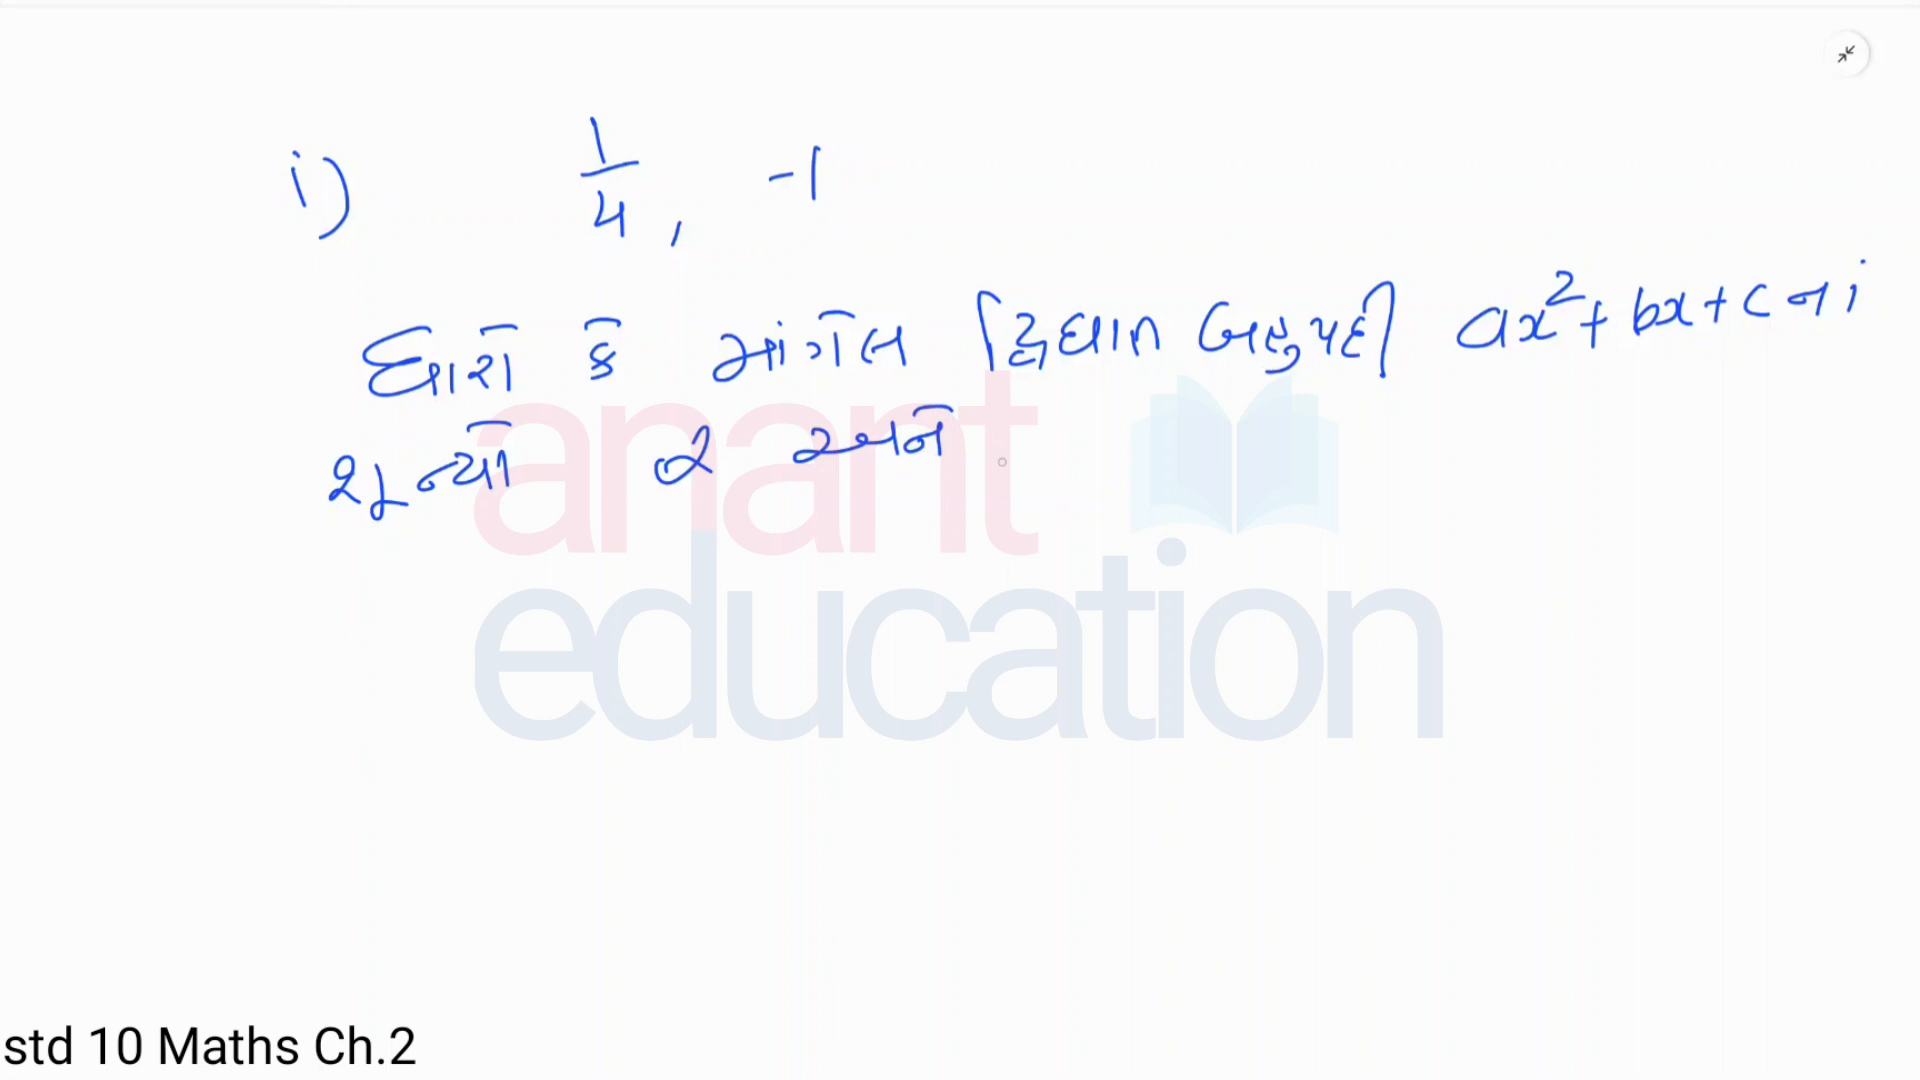 i) 1/4, -1
ધારો કે માંગેલ દ્વિઘાત બહુપદી ax²+bx+c નાં
શૂન્યો α અને
anant
education
std 10 Maths Ch.2